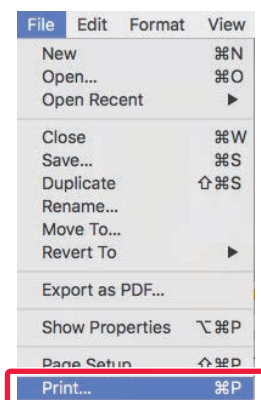 File Edit Format View
New ⌘N
Open... ⌘O
Open Recent ▶
Close ⌘W
Save... ⌘S
Duplicate ⇧⌘S
Rename...
Move To...
Revert To ▶
Export as PDF...
Show Properties ⌥⌘P
Page Setup ⇧⌘P
Print... ⌘P